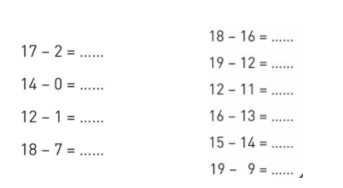 17 – 2 = ......
14 – 0 = ......
12 – 1 = ......
18 – 7 = ......
18 – 16 = ......
19 – 12 = ......
12 – 11 = ......
16 – 13 = ......
15 – 14 = ......
19 – 9 = ......